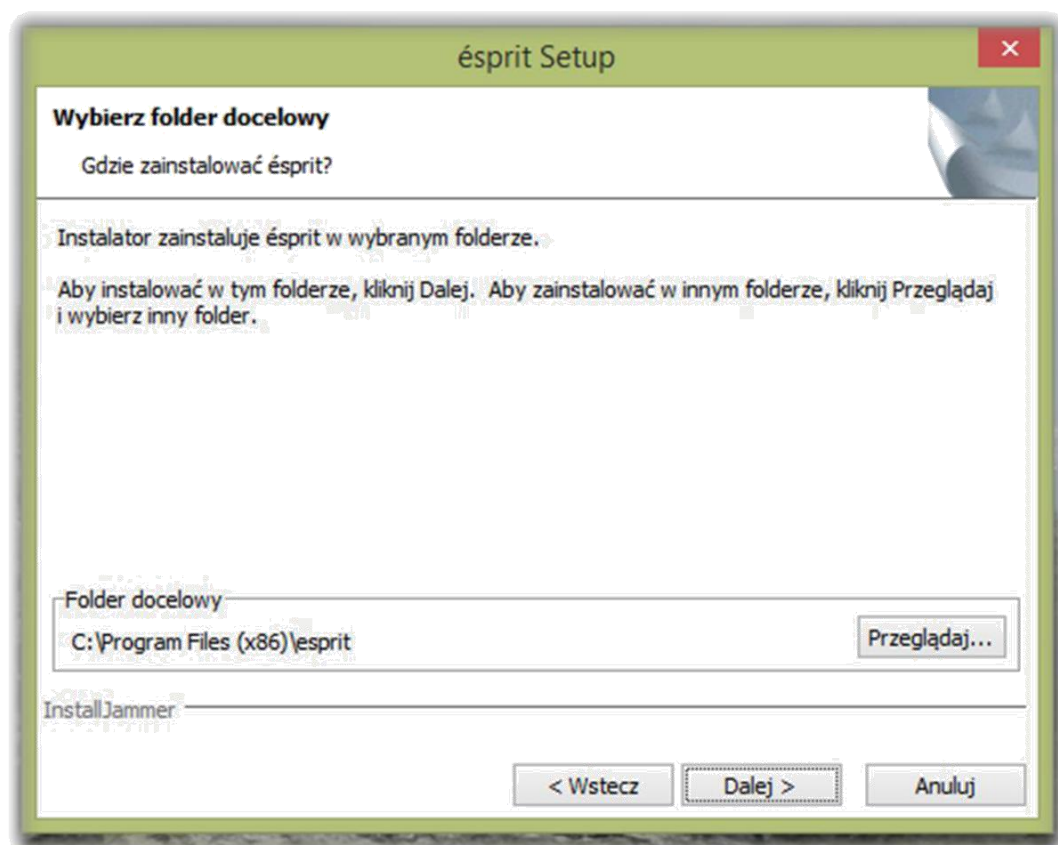 ésprit Setup
Wybierz folder docelowy
Gdzie zainstalować ésprit?
Instalator zainstaluje ésprit w wybranym folderze.
Aby instalować w tym folderze, kliknij Dalej. Aby zainstalować w innym folderze, kliknij Przeglądaj
i wybierz inny folder.
Folder docelowy
C:\Program Files (x86)\esprit
Przeglądaj...
InstallJammer
< Wstecz
Dalej >
Anuluj